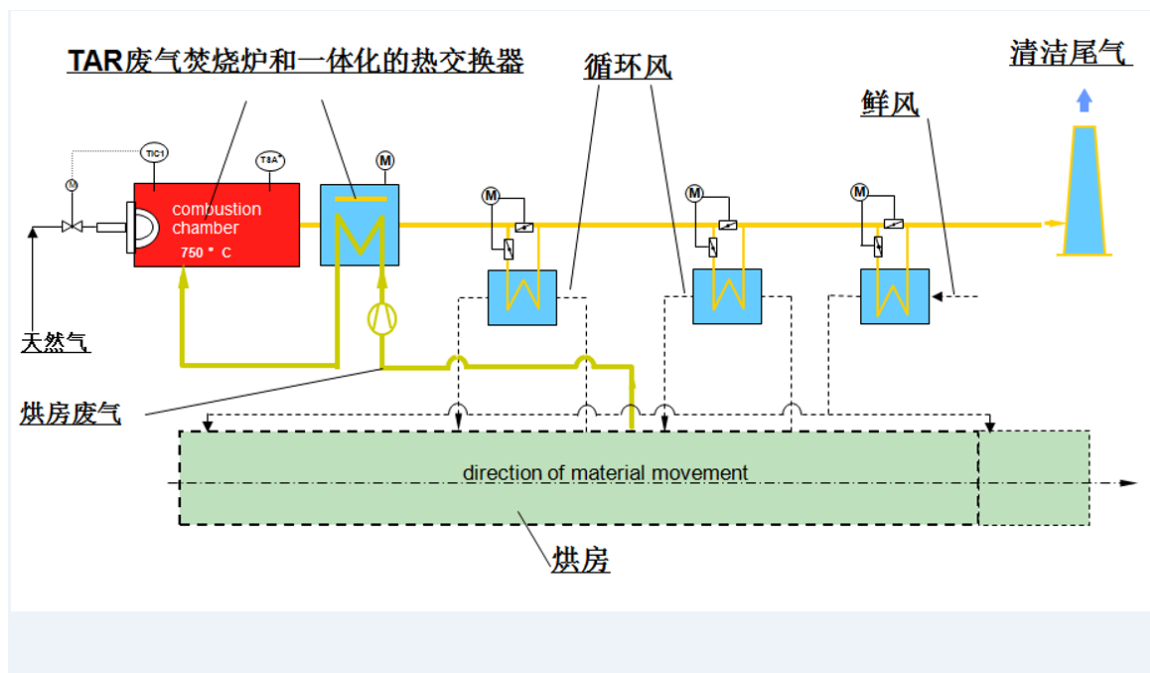 TAR废气焚烧炉和一体化的热交换器
循环风
清洁尾气
鲜风
TIC1
TSA+
M
M
M
M
M
combustion
chamber
750 ° C
天然气
烘房废气
direction of material movement
烘房